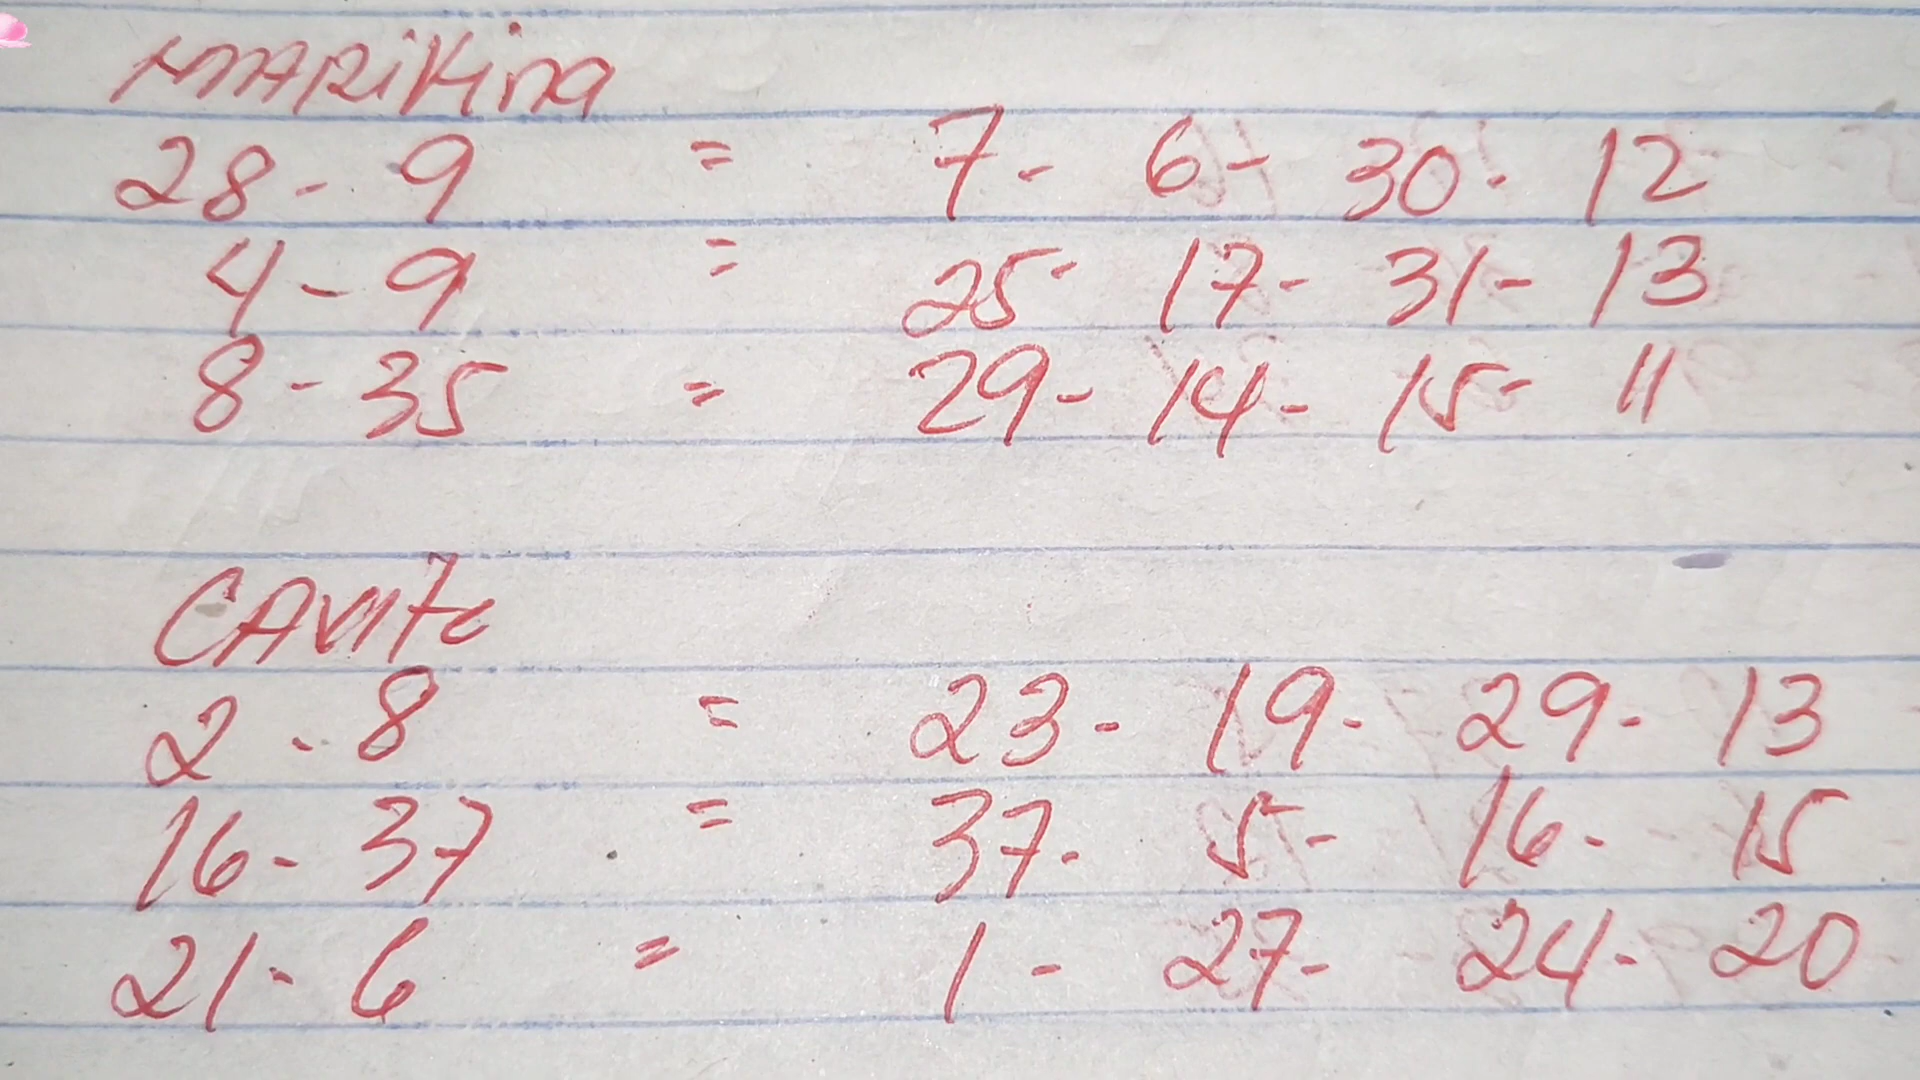 MARiKina
28 - 9 = 7 - 6 - 30 - 12
4 - 9 = 25 - 17 - 31 - 13
8 - 35 = 29 - 14 - 15 - 11
CAViTe
2 - 8 = 23 - 19 - 29 - 13
16 - 37 = 37 - 5 - 16 - 15
21 - 6 = 1 - 27 - 24 - 20